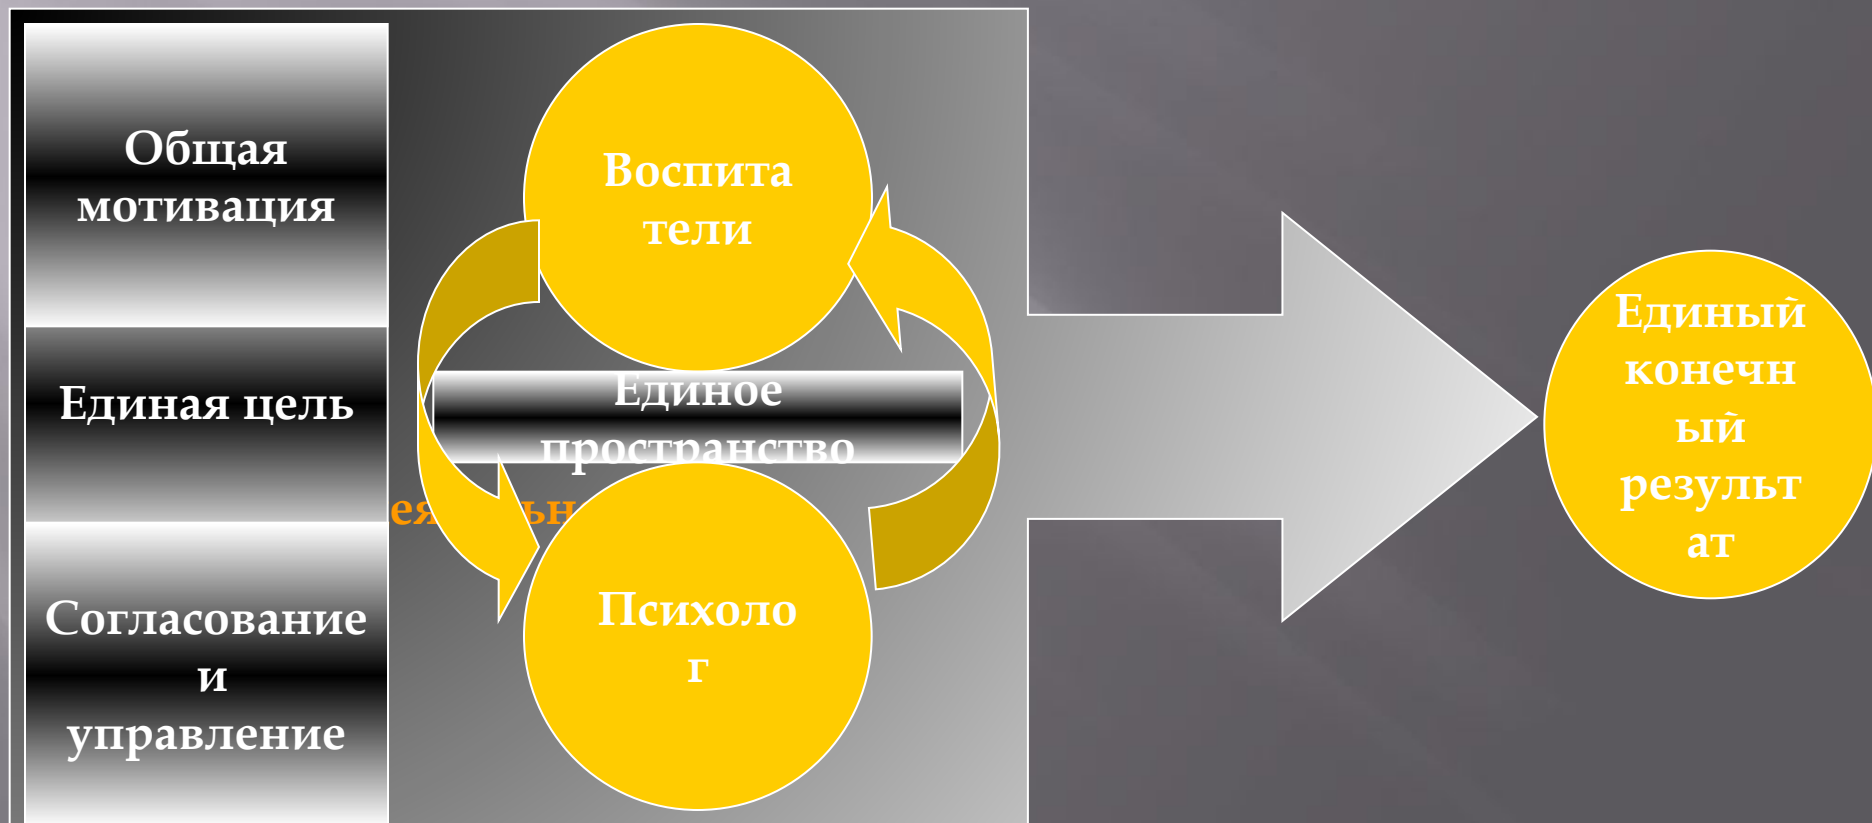 Общая
мотивация
Единая цель
Согласование
и
управление
Воспита
тели
Единое
пространство
Психоло
г
Единый
конечн
ый
результ
ат